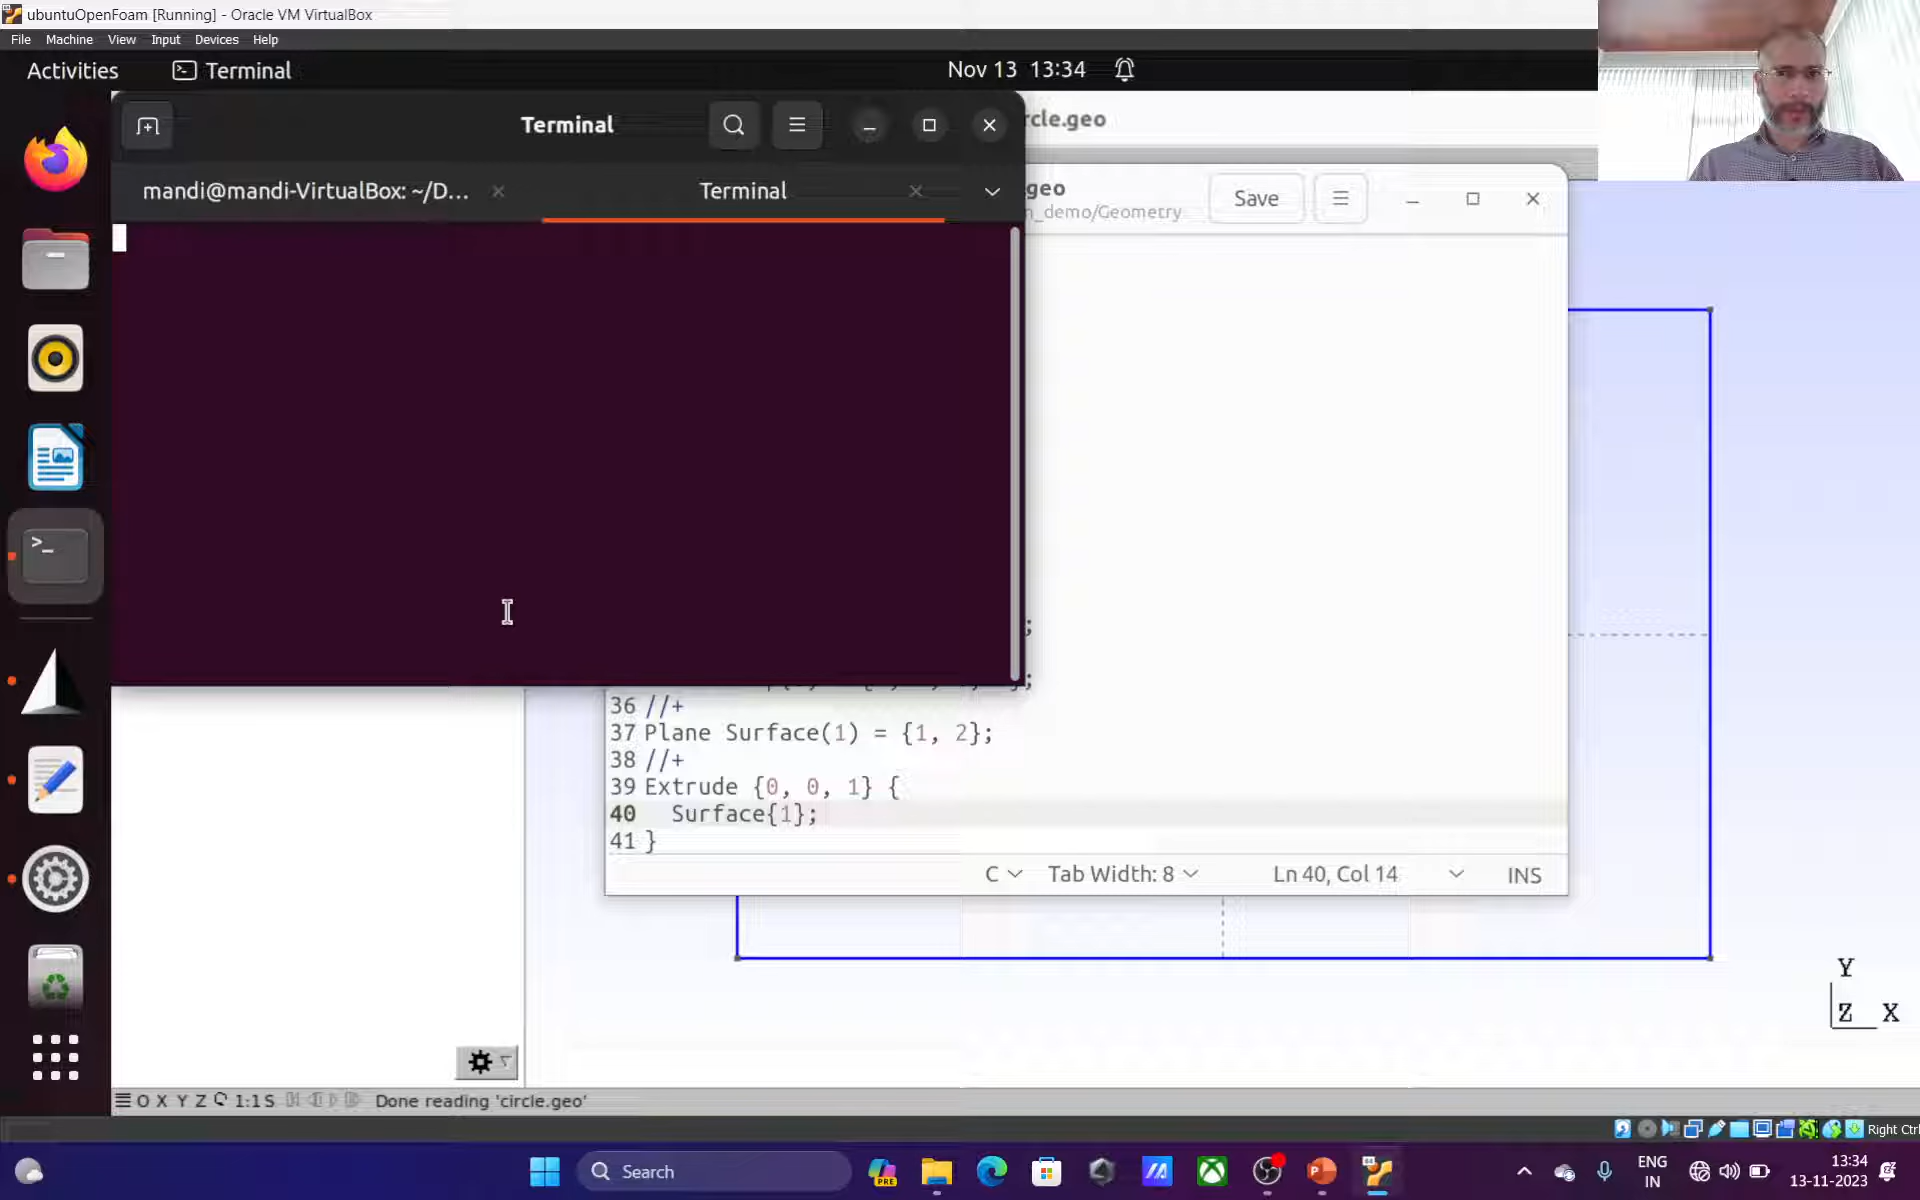 ubuntuOpenFoam [Running] - Oracle VM VirtualBox
File Machine View Input Devices Help
Activities Terminal Nov 13 13:34
Terminal
rcle.geo
mandi@mandi-VirtualBox: ~/D... Terminal
geo
n_demo/Geometry
Save
;
;
36 //+
37 Plane Surface(1) = {1, 2};
38 //+
39 Extrude {0, 0, 1} {
40 Surface{1};
41 }
C Tab Width: 8 Ln 40, Col 14 INS
Y
Z X
O X Y Z 1:1 S Done reading 'circle.geo'
Right Ctrl
Search
PRE
ENG
IN
13:34
13-11-2023